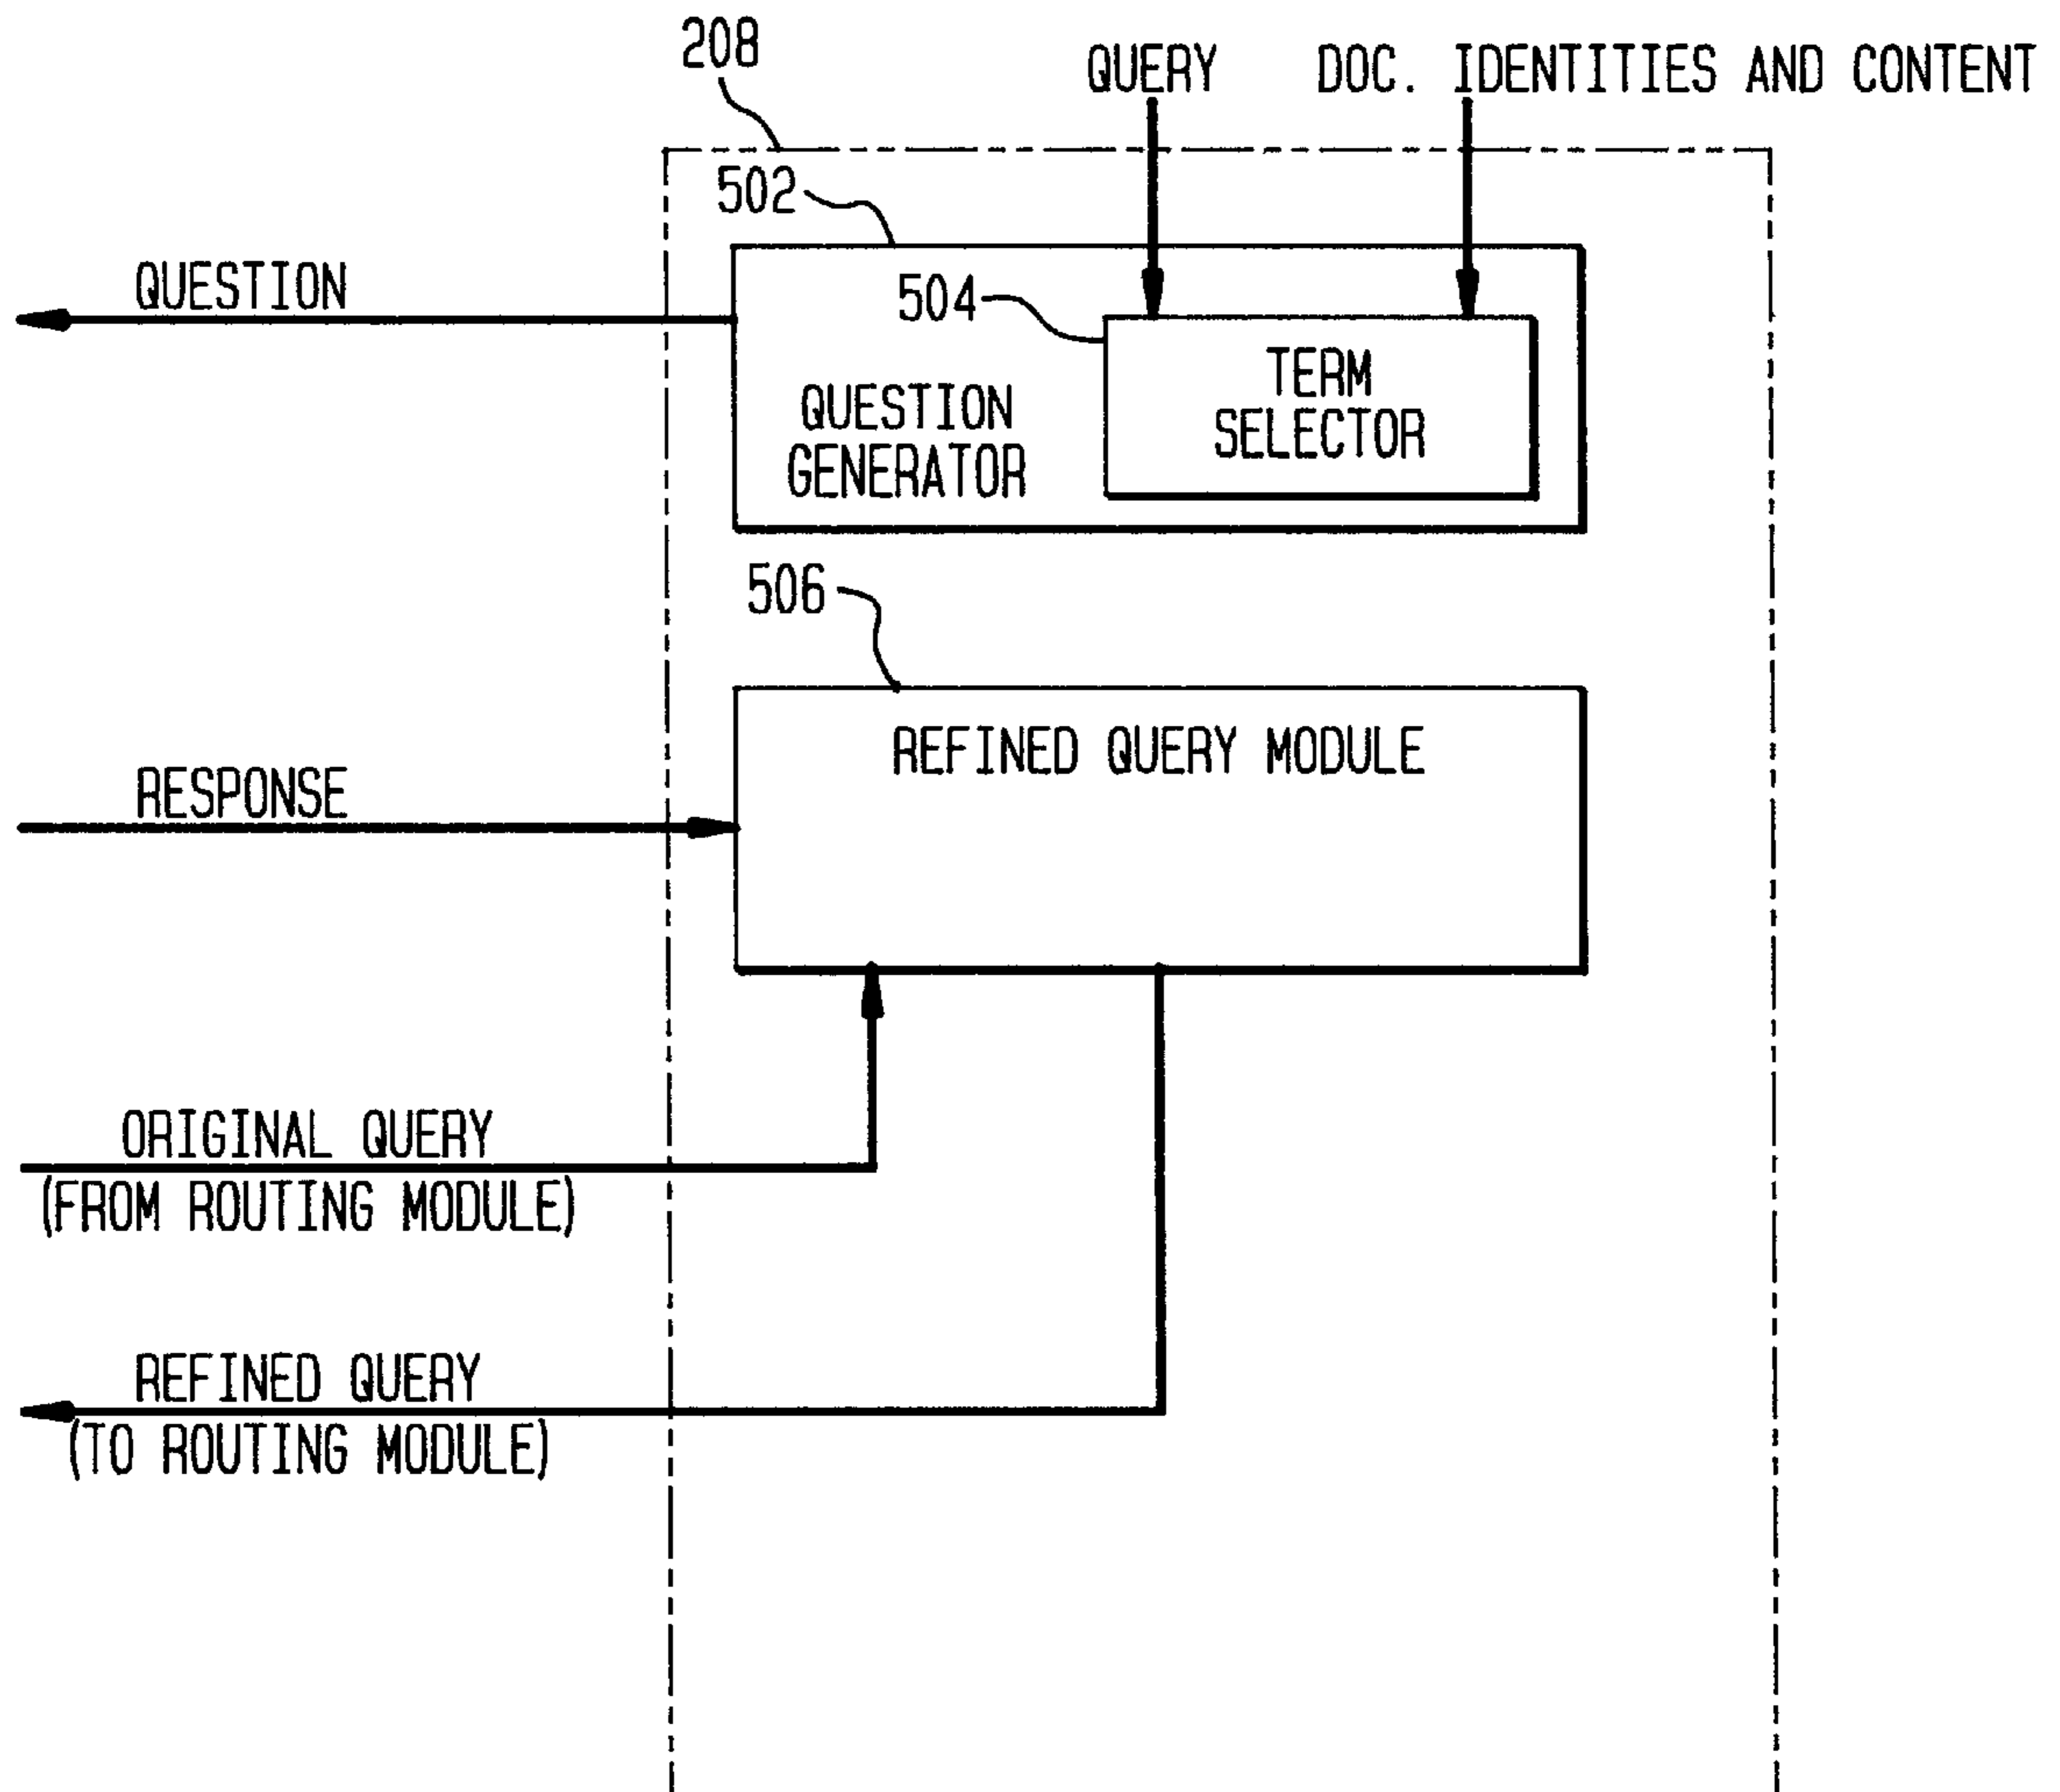 208
QUERY
DOC. IDENTITIES AND CONTENT
502
QUESTION
504
TERM
SELECTOR
QUESTION
GENERATOR
506
REFINED QUERY MODULE
RESPONSE
ORIGINAL QUERY
(FROM ROUTING MODULE)
REFINED QUERY
(TO ROUTING MODULE)